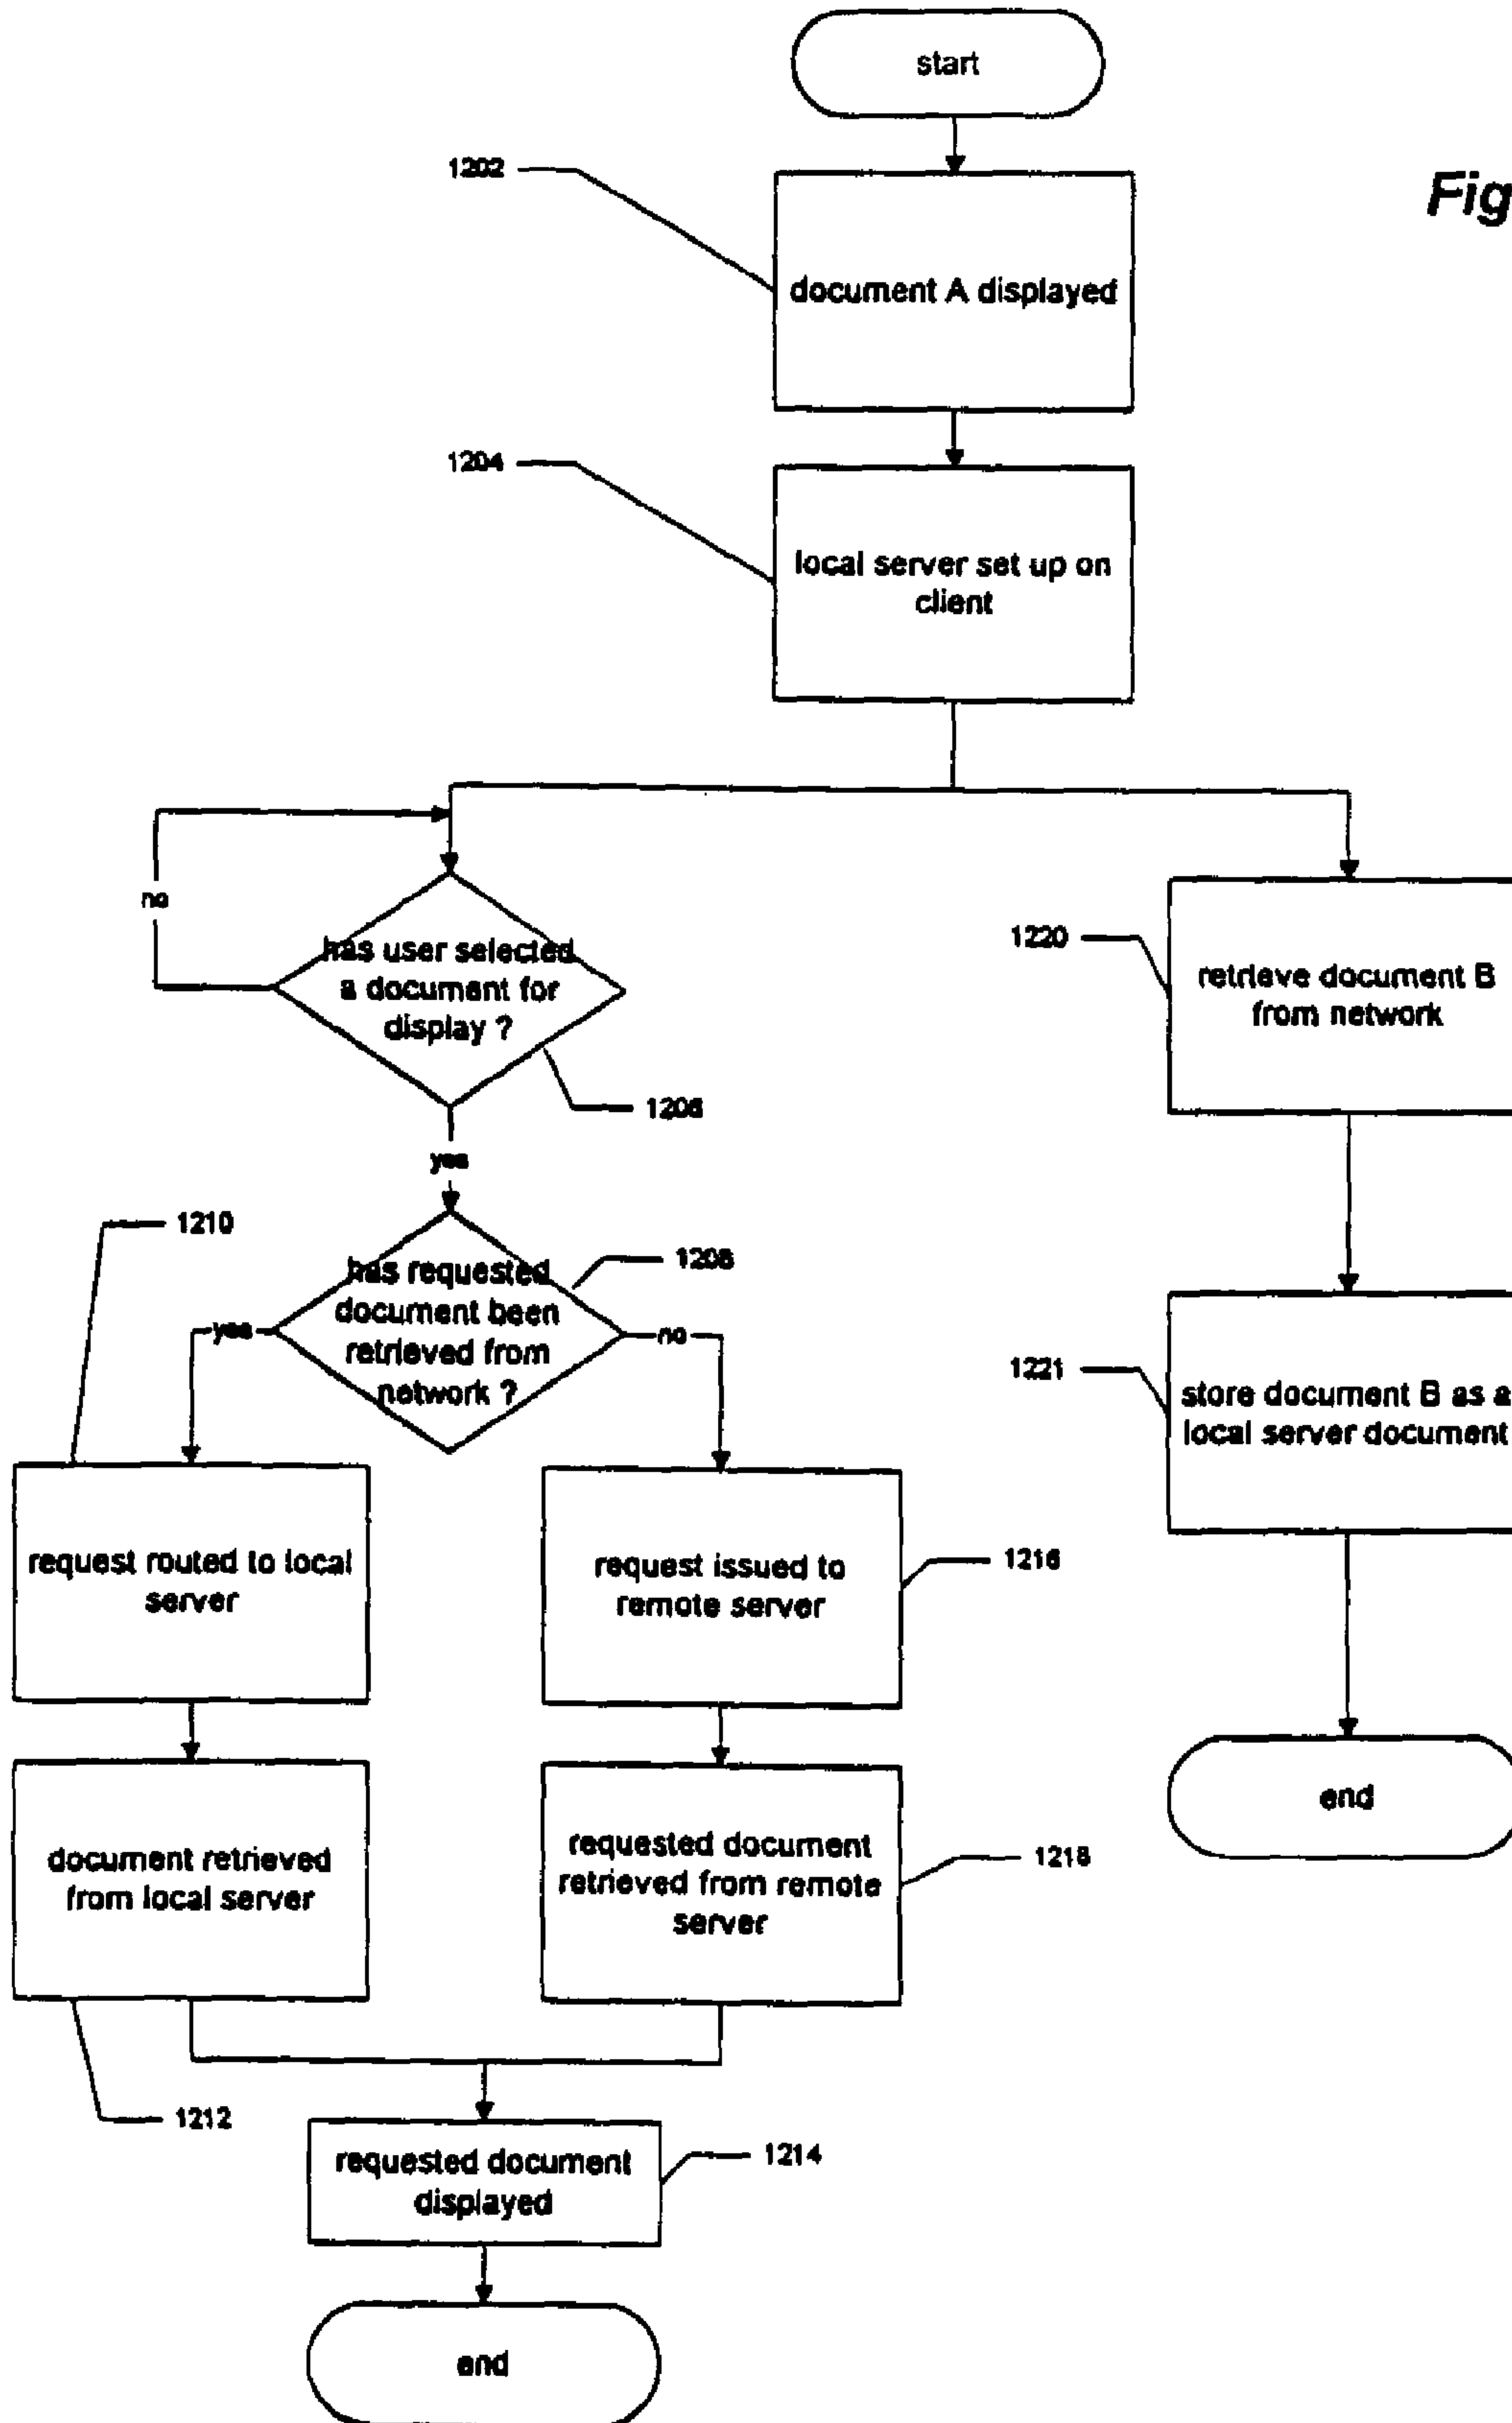 start
1202
Fig
document A displayed
1204
local server set up on
client
no
has user selected
a document for
display ?
1206
yes
1220
retrieve document B
from network
1210
has requested
document been
retrieved from
network ?
1208
yes
no
1221
store document B as a
local server document
request routed to local
server
request issued to
remote server
1216
document retrieved
from local server
requested document
retrieved from remote
server
1218
end
1212
requested document
displayed
1214
end